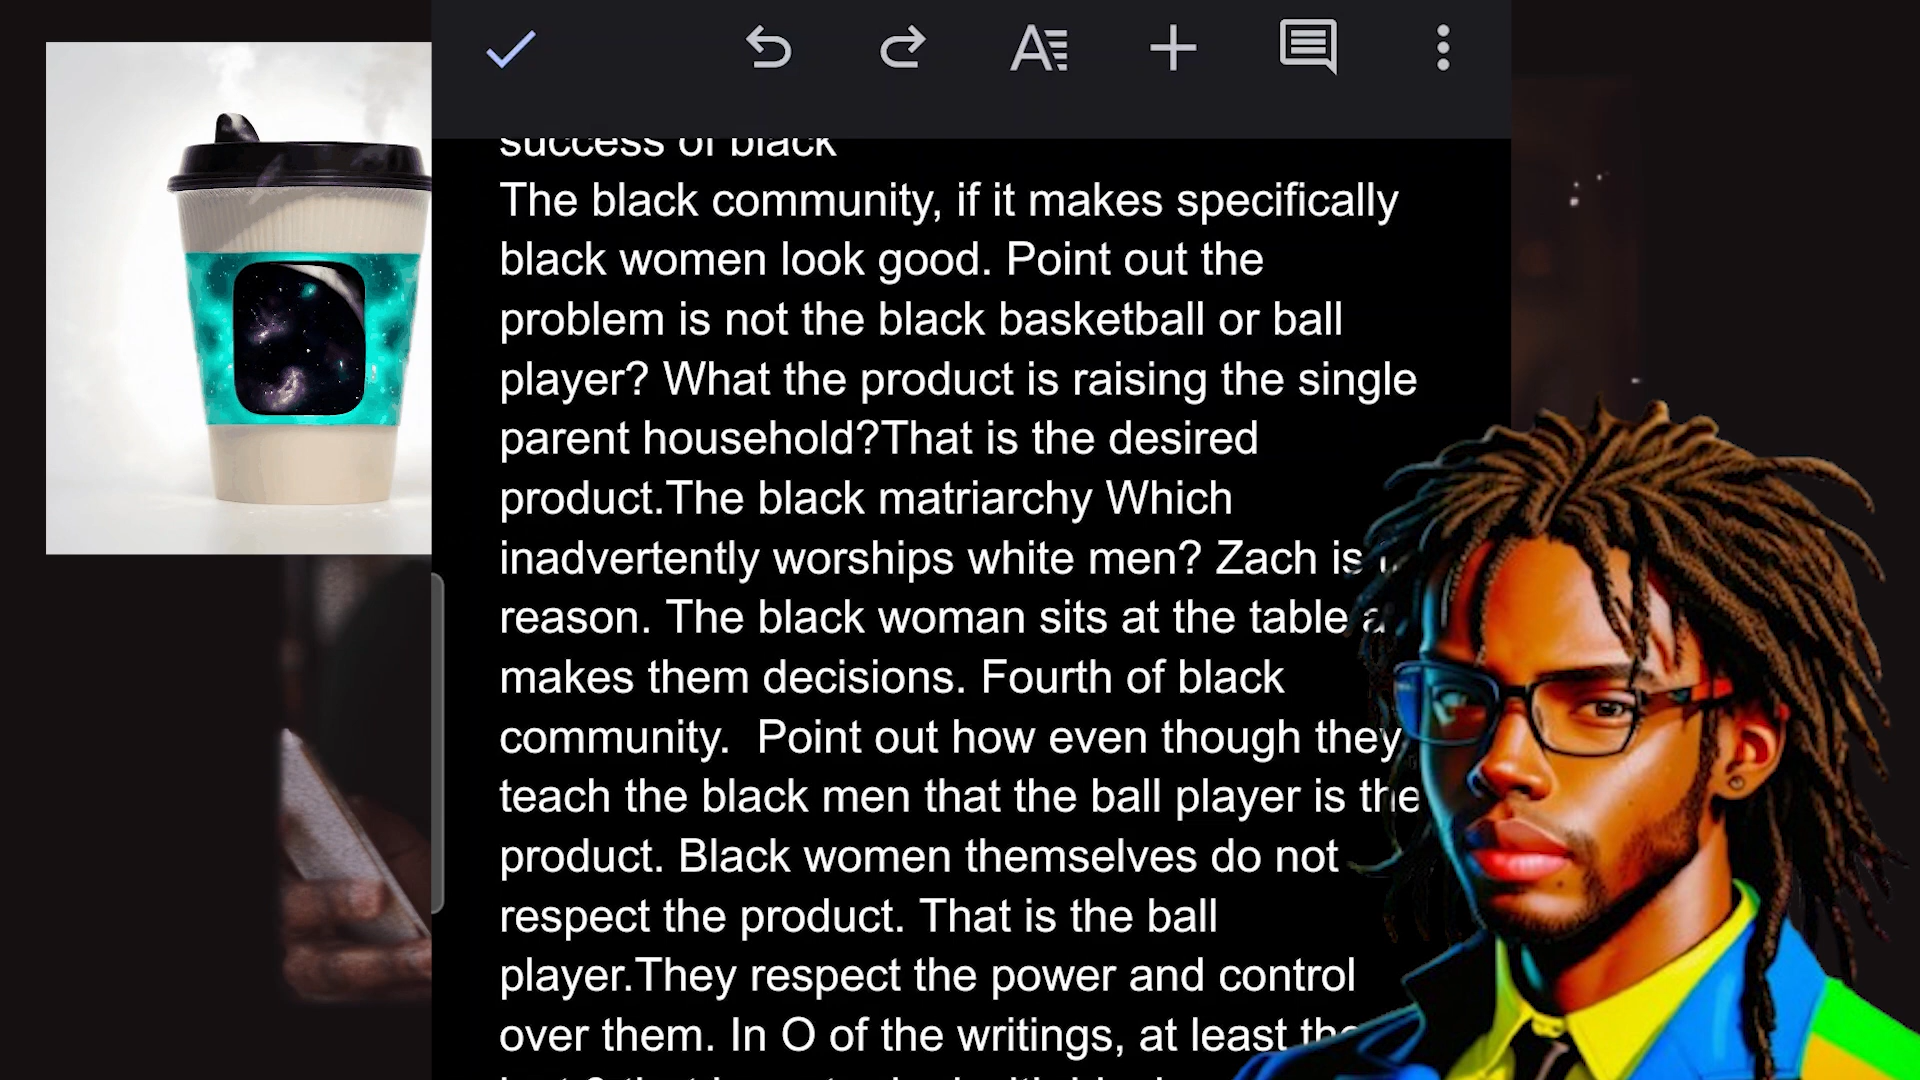 success of black
The black community, if it makes specifically
black women look good. Point out the
problem is not the black basketball or ball
player? What the product is raising the single
parent household?That is the desired
product.The black matriarchy Which
inadvertently worships white men? Zach is
reason. The black woman sits at the table
makes them decisions. Fourth of black
community.  Point out how even though they
teach the black men that the ball player is the
product. Black women themselves do not
respect the product. That is the ball
player.They respect the power and control
over them. In O of the writings, at least